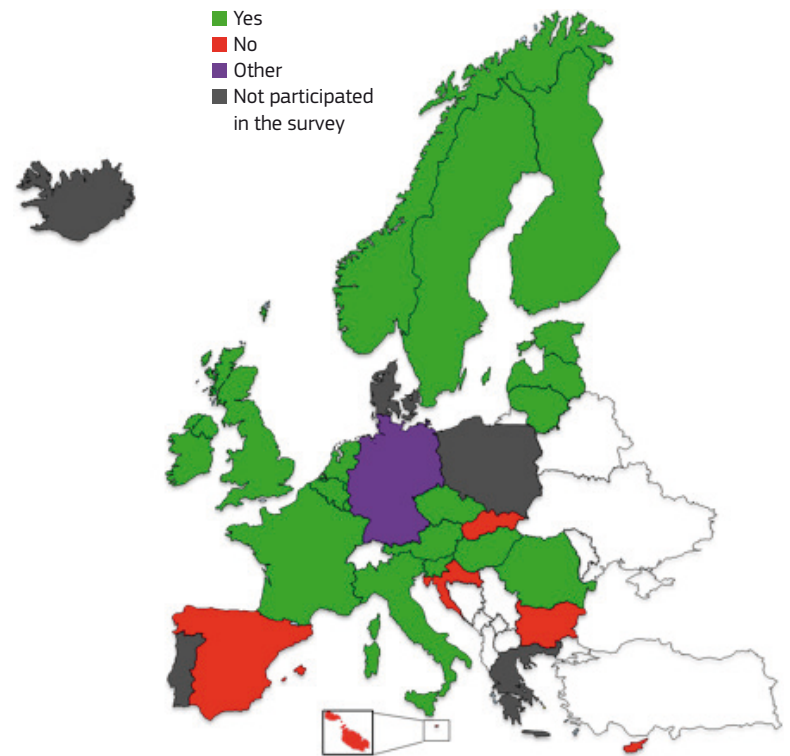 Yes
No
Other
Not participated
in the survey